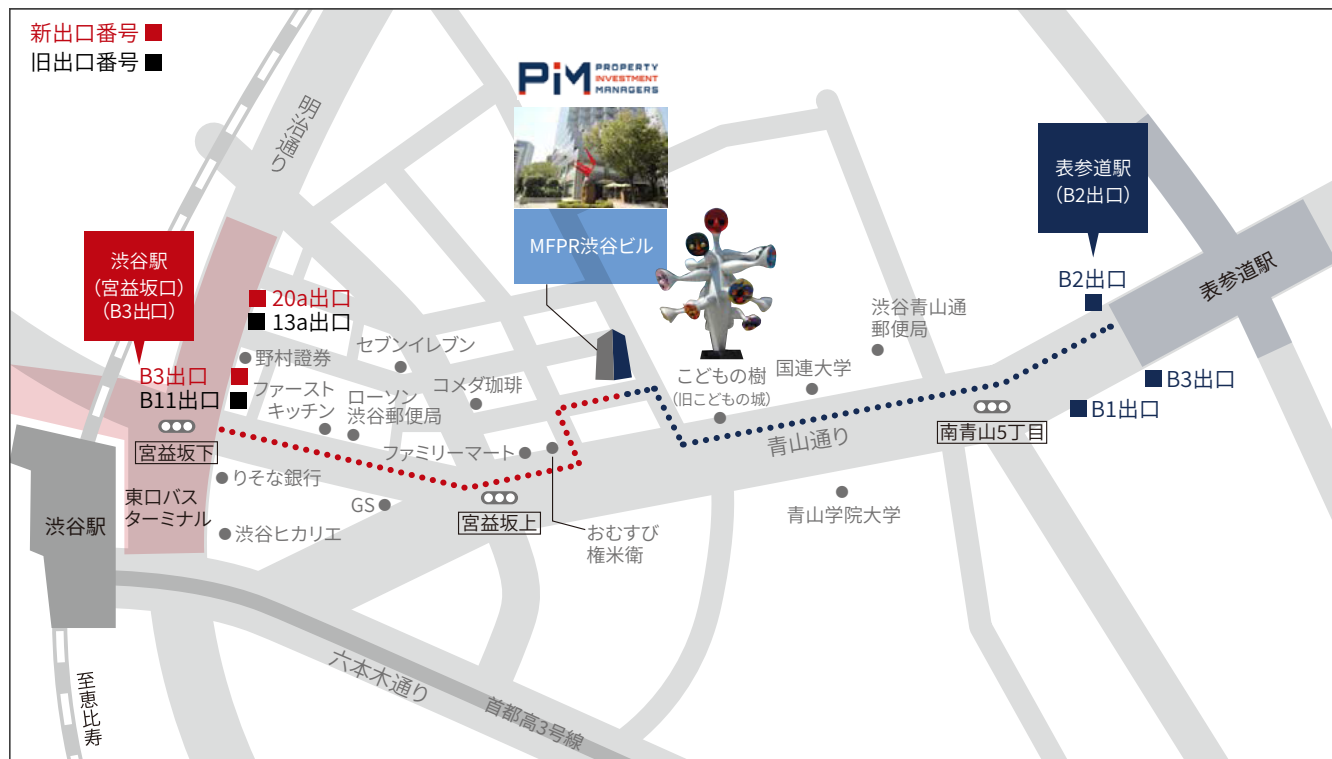 新出口番号
旧出口番号
明治通り
PiM PROPERTY
INVESTMENT
MANAGERS
MFPR渋谷ビル
表参道駅
（B2出口）
B2出口
表参道駅
B3出口
B1出口
渋谷駅
（宮益坂口）
（B3出口）
20a出口
13a出口
野村證券
セブンイレブン
B3出口
B11出口
ファースト
キッチン
ローソン
渋谷郵便局
コメダ珈琲
こどもの樹
（旧こどもの城）
国連大学
渋谷青山通
郵便局
南青山5丁目
青山通り
宮益坂下
ファミリーマート
りそな銀行
東口バス
ターミナル
渋谷駅
GS
宮益坂上
おむすび
権米衛
青山学院大学
渋谷ヒカリエ
六本木通り
首都高3号線
至恵比寿